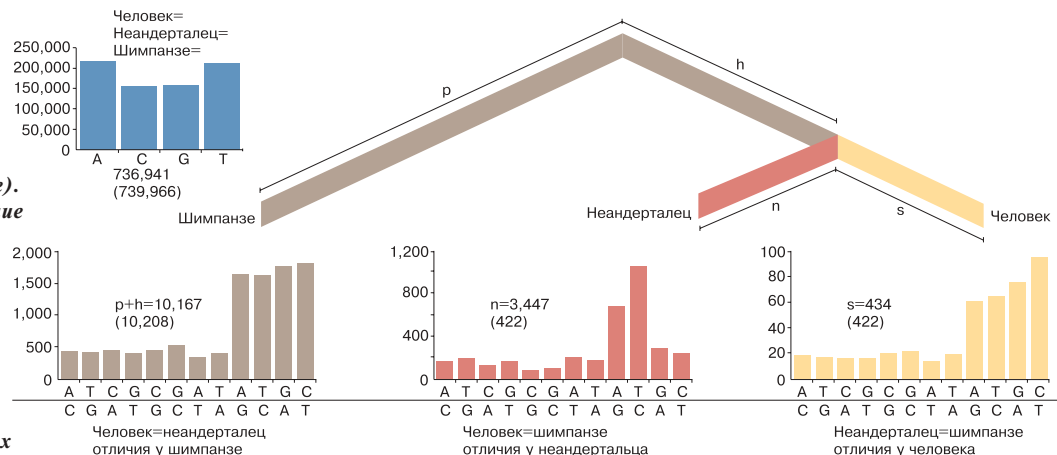 Человек=
Неандерталец=
Шимпанзе=
250,000
200,000
150,000
100,000
50,000
0
A C G T
736,941
(739,966)
p
h
е).
ие
Шимпанзе
Неандерталец
n
s
Человек
2,000
1,500
1,000
500
0
p+h=10,167
(10,208)
A T C G C G A T A T G C
C G A T G C T A G C A T
Человек=неандерталец
отличия у шимпанзе
1,200
800
400
0
n=3,447
(422)
A T C G C G A T A T G C
C G A T G C T A G C A T
Человек=шимпанзе
отличия у неандертальца
100
80
60
40
20
0
s=434
(422)
A T C G C G A T A T G C
C G A T G C T A G C A T
Неандерталец=шимпанзе
отличия у человека
х